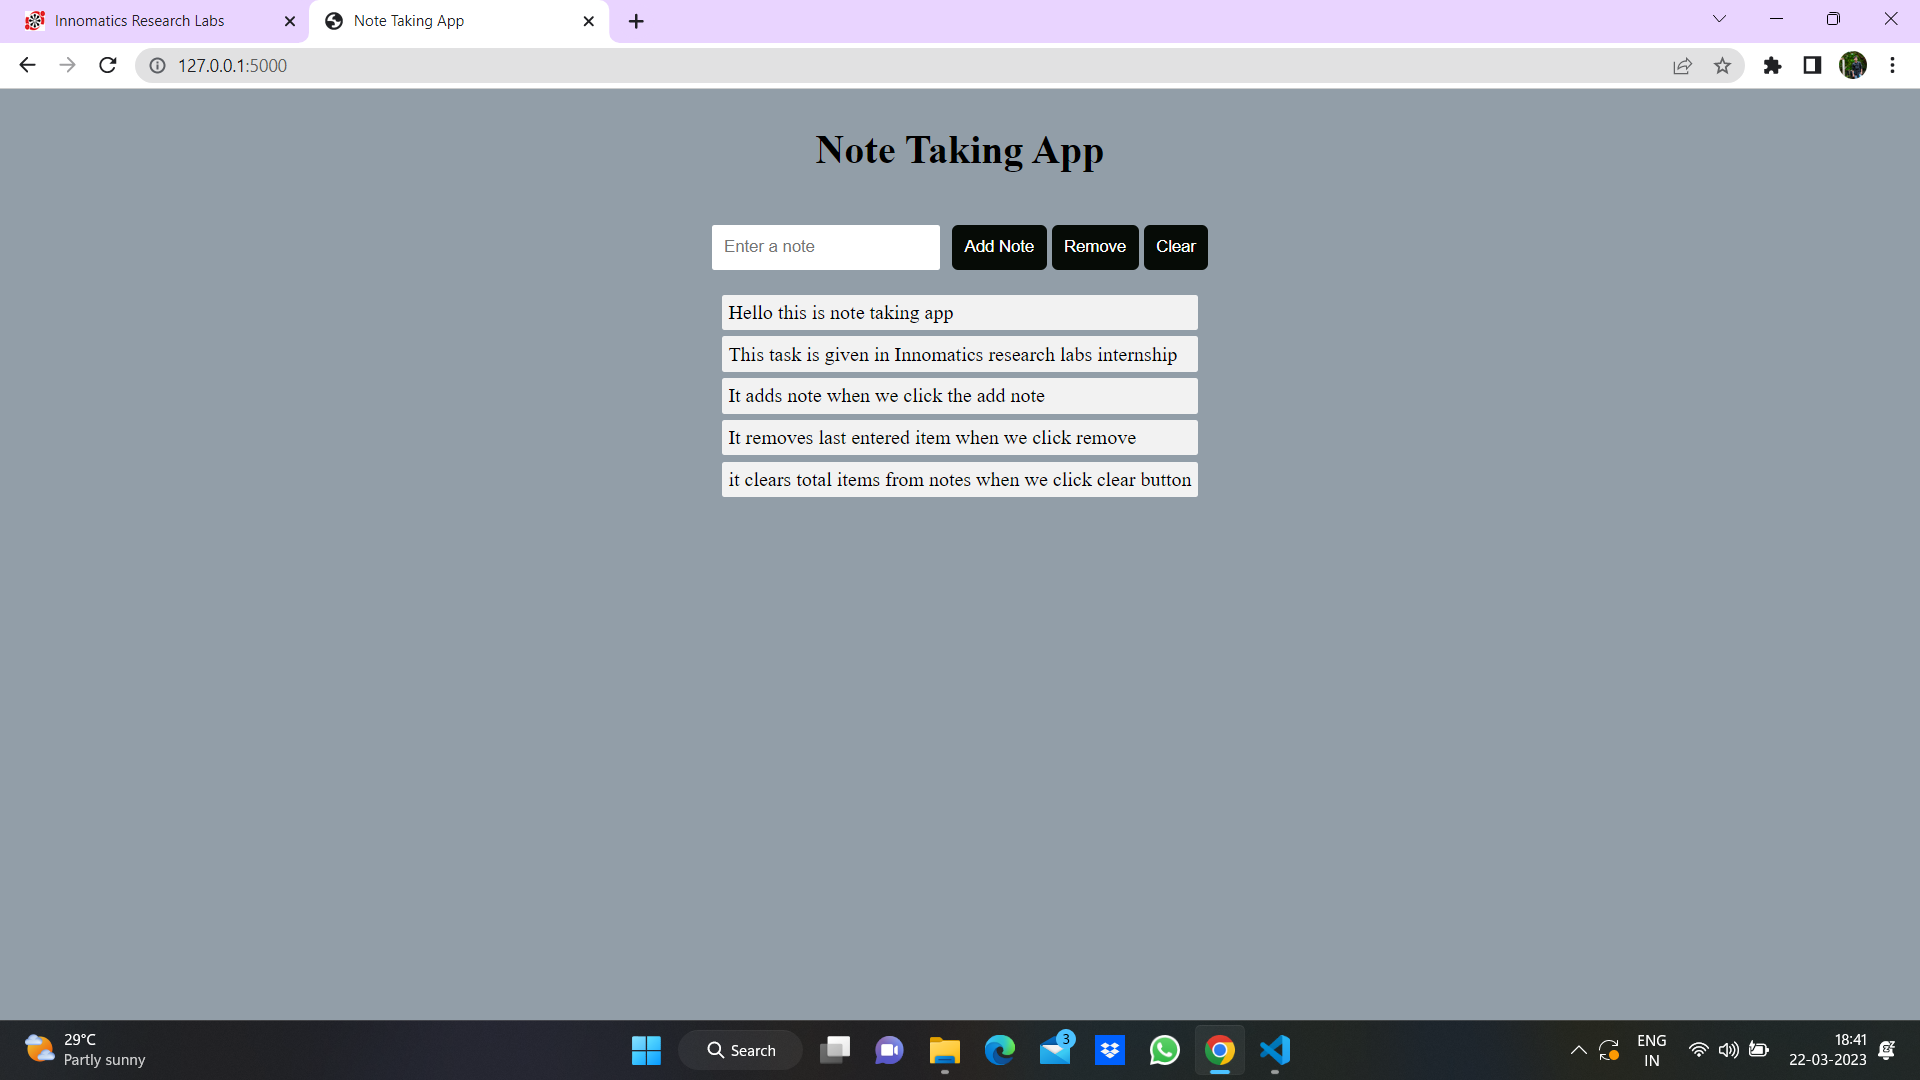 Innomatics Research Labs
Note Taking App
127.0.0.1:5000
Note Taking App
Enter a note
Add Note
Remove
Clear
Hello this is note taking app
This task is given in Innomatics research labs internship
It adds note when we click the add note
It removes last entered item when we click remove
it clears total items from notes when we click clear button
29°C
Partly sunny
Search
3
ENG
IN
18:41
22-03-2023